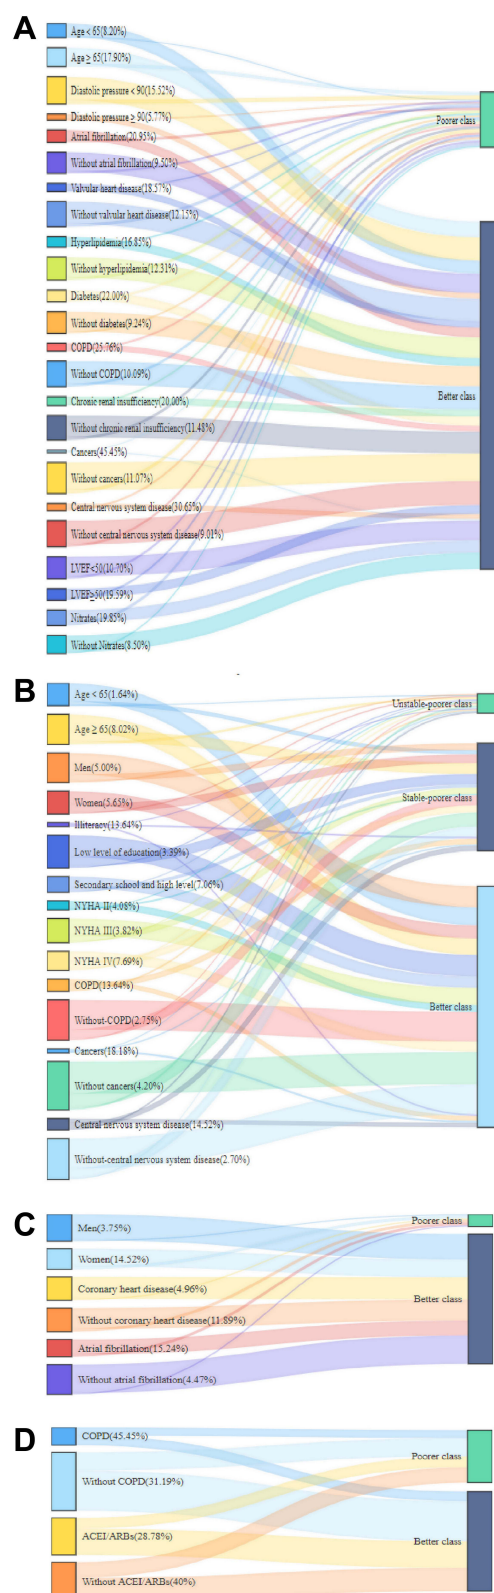 A
Age < 65(8.20%)
Age ≥ 65(17.90%)
Diastolic pressure < 90(15.52%)
Diastolic pressure ≥ 90(5.77%)
Atrial fibrillation(20.95%)
Without atrial fibrillation(9.50%)
Valvular heart disease(18.57%)
Without valvular heart disease(12.15%)
Hyperlipidemia(16.85%)
Without hyperlipidemia(12.31%)
Diabetes(22.00%)
Without diabetes(9.24%)
COPD(25.76%)
Without COPD(10.09%)
Chronic renal insufficiency(20.00%)
Without chronic renal insufficiency(11.48%)
Cancers(45.45%)
Without cancers(11.07%)
Central nervous system disease(30.65%)
Without central nervous system disease(9.01%)
LVEF<50(10.70%)
LVEF≥50(19.59%)
Nitrates(19.85%)
Without Nitrates(8.50%)
Poorer class
Better class
B
Age < 65(1.64%)
Age ≥ 65(8.02%)
Men(5.00%)
Women(5.65%)
Illiteracy(13.64%)
Low level of education(3.39%)
Secondary school and high level(7.06%)
NYHA II(4.08%)
NYHA III(3.82%)
NYHA IV(7.69%)
COPD(13.64%)
Without-COPD(2.75%)
Cancers(18.18%)
Without cancers(4.20%)
Central nervous system disease(14.52%)
Without-central nervous system disease(2.70%)
Unstable-poorer class
Stable-poorer class
Better class
C
Men(3.75%)
Women(14.52%)
Coronary heart disease(4.96%)
Without coronary heart disease(11.89%)
Atrial fibrillation(15.24%)
Without atrial fibrillation(4.47%)
Poorer class
Better class
D
COPD(45.45%)
Without COPD(31.19%)
ACEI/ARBs(28.78%)
Without ACEI/ARBs(40%)
Poorer class
Better class